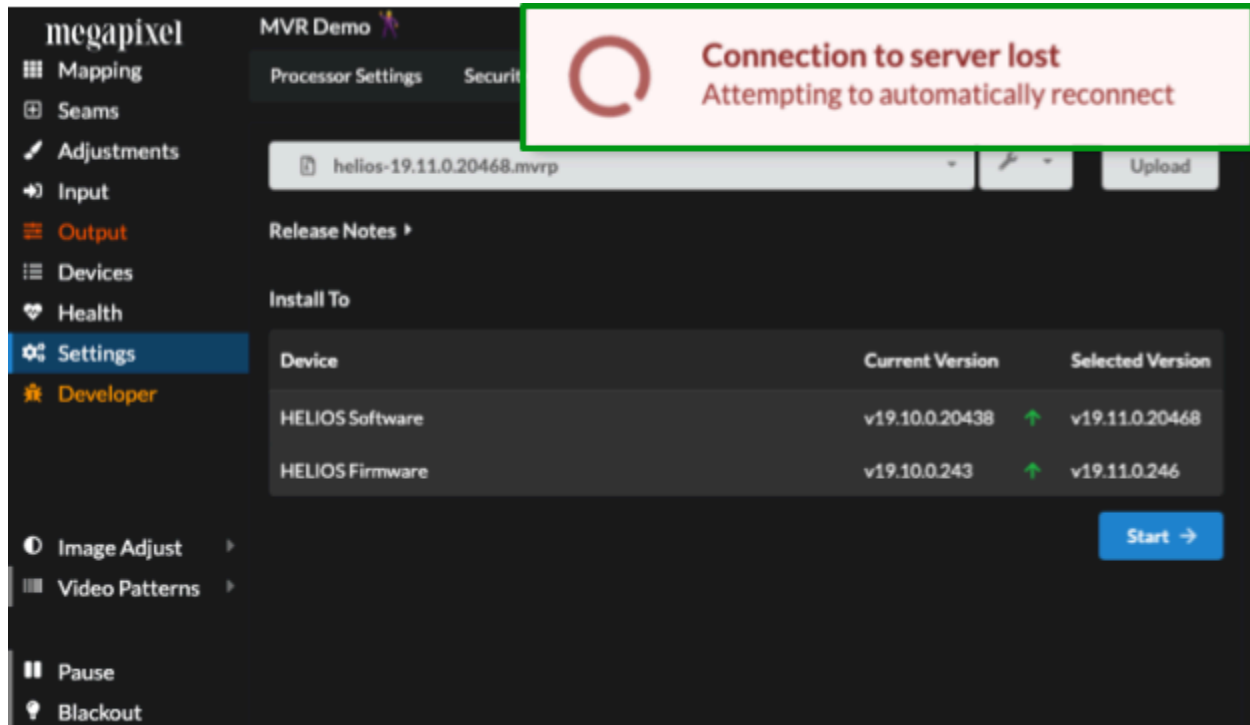 megapixel
MVR Demo
Mapping
Seams
Adjustments
Input
Output
Devices
Health
Settings
Developer
Image Adjust
Video Patterns
Pause
Blackout
Processor Settings
Connection to server lost
Attempting to automatically reconnect
helios-19.11.0.20468.mvrp
Upload
Release Notes
Install To
Device Current Version Selected Version
HELIOS Software v19.10.0.20438 v19.11.0.20468
HELIOS Firmware v19.10.0.243 v19.11.0.246
Start